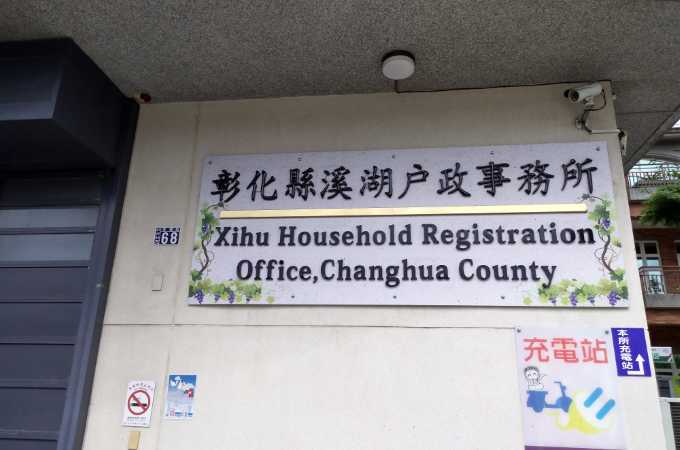 彰化縣溪湖戶政事務所
Xihu Household Registration
Office,Changhua County
68
充電站
本所充電站